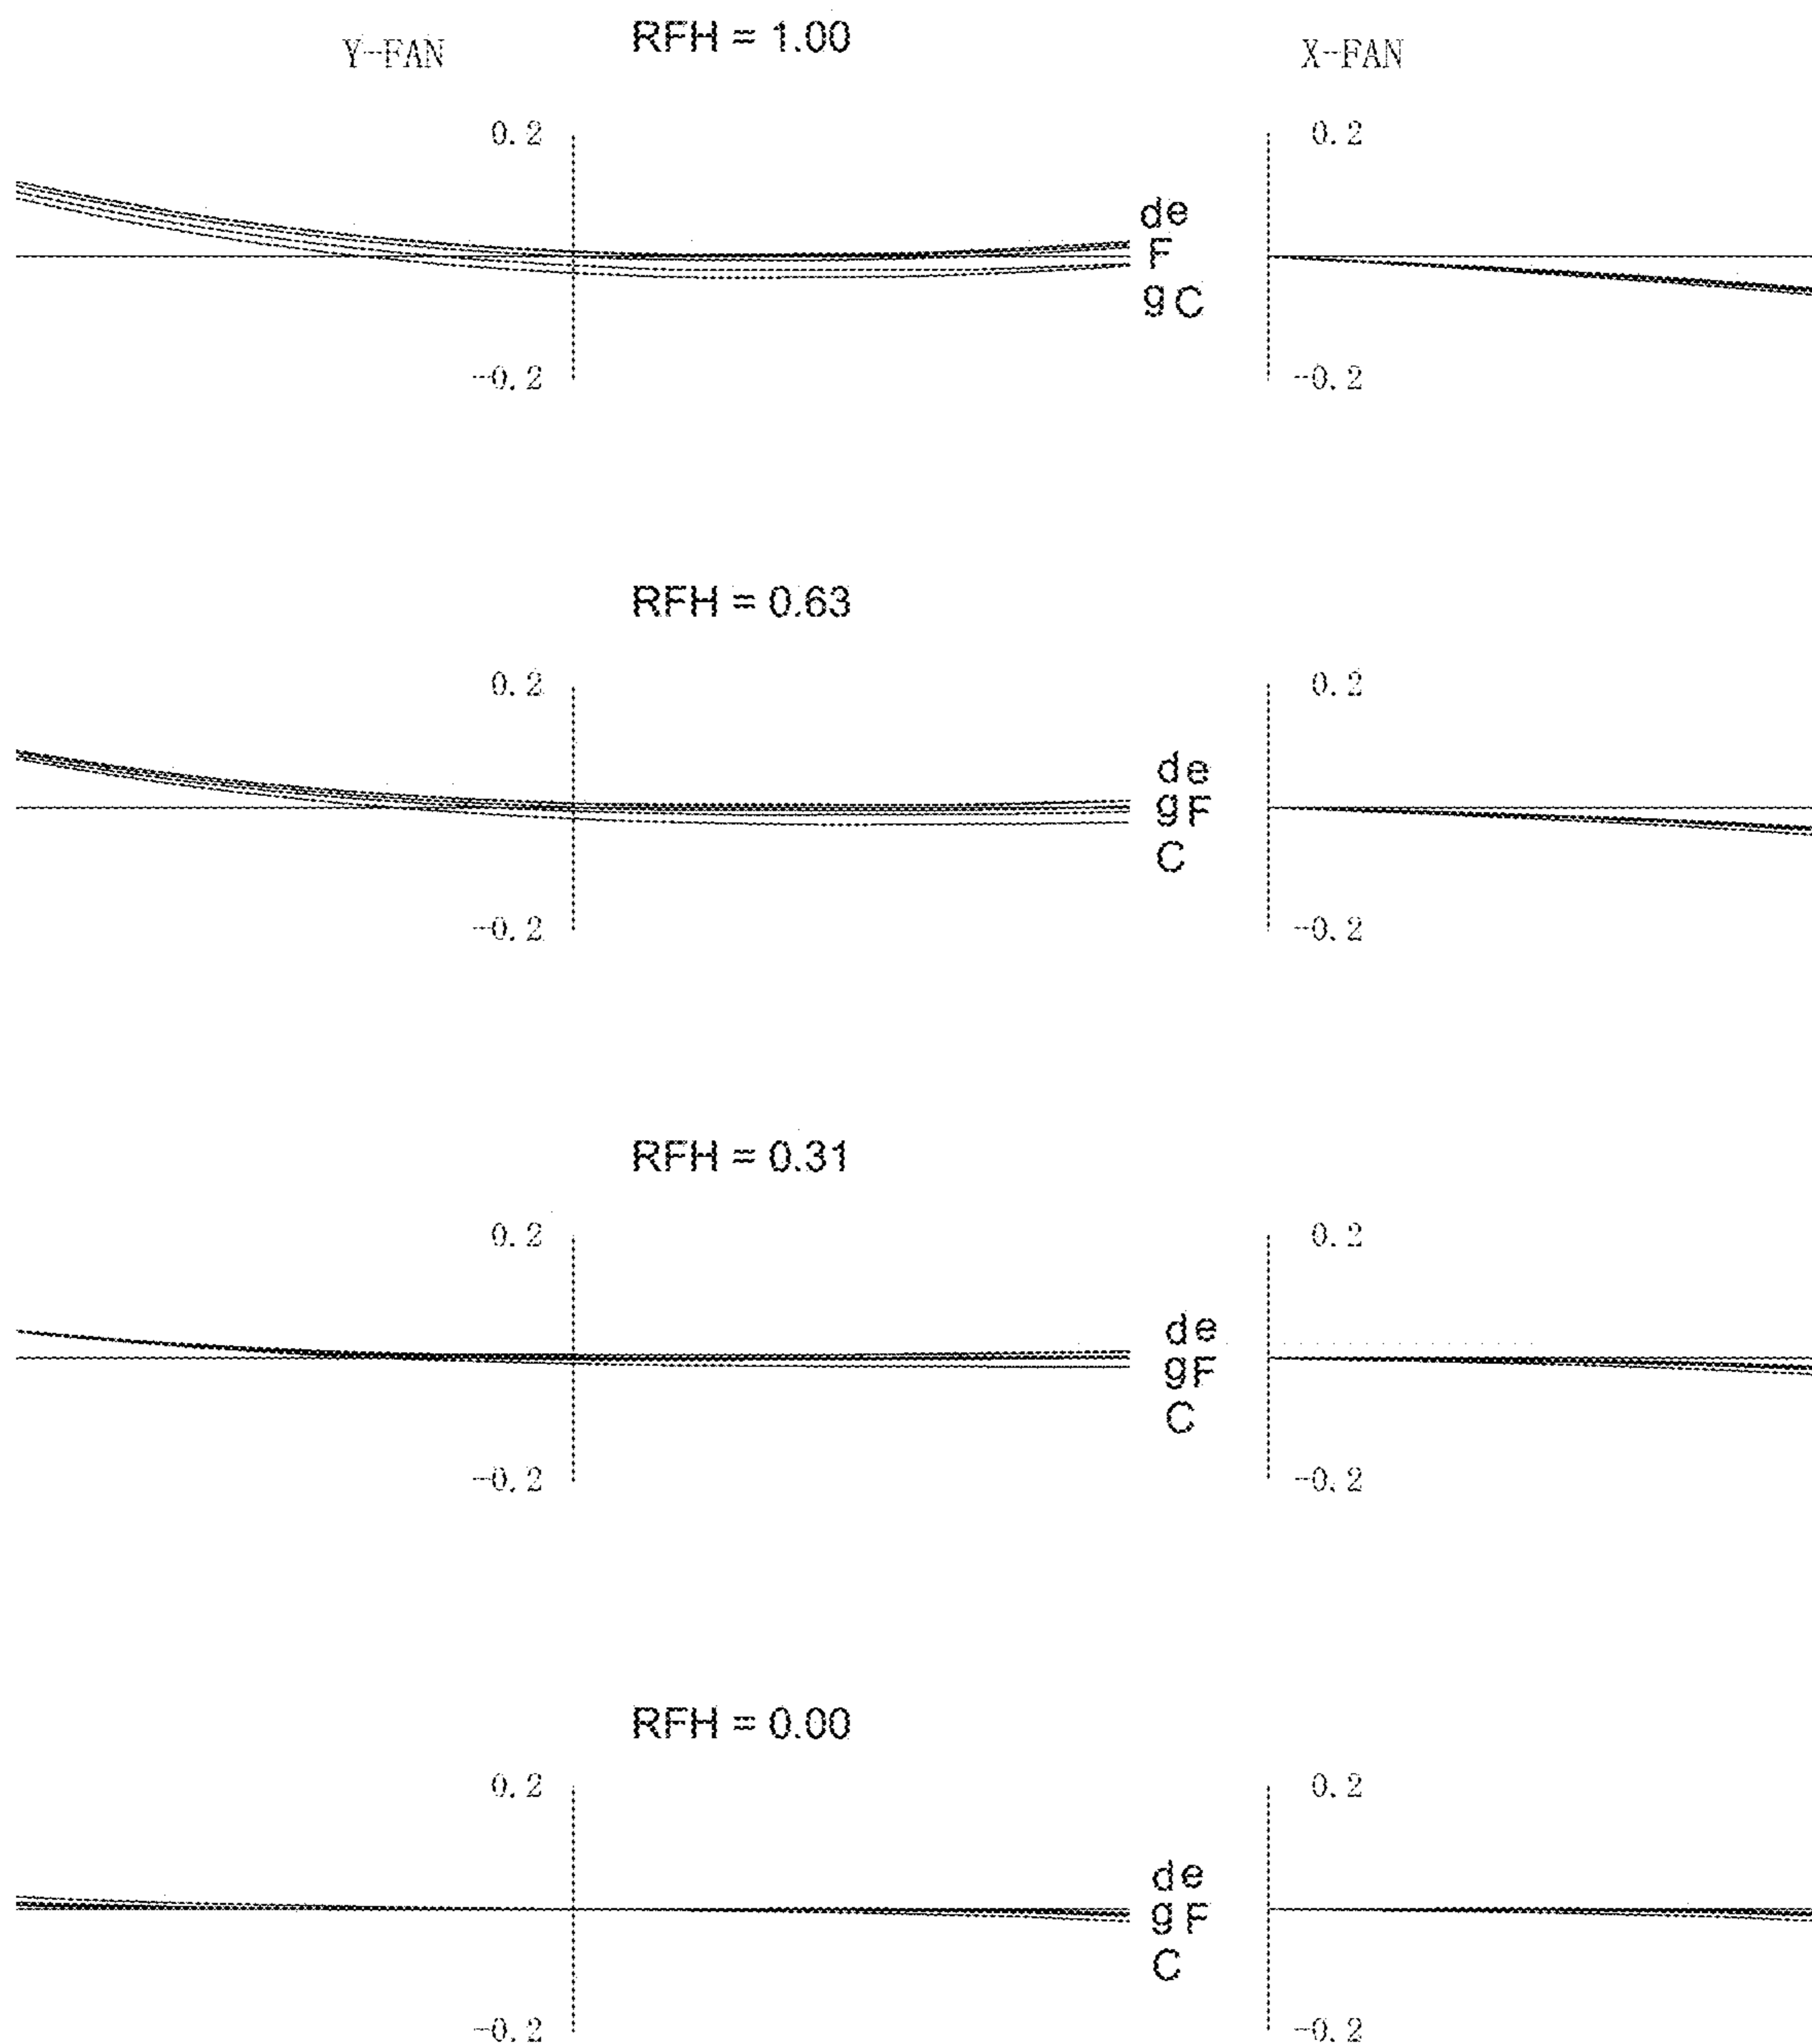 RFH = 1.00
Y-FAN X-FAN
0.2 0.2
de
F
gC
-0.2 -0.2
RFH = 0.63
0.2 0.2
de
gF
C
-0.2 -0.2
RFH = 0.31
0.2 0.2
de
gF
C
-0.2 -0.2
RFH = 0.00
0.2 0.2
de
gF
C
-0.2 -0.2